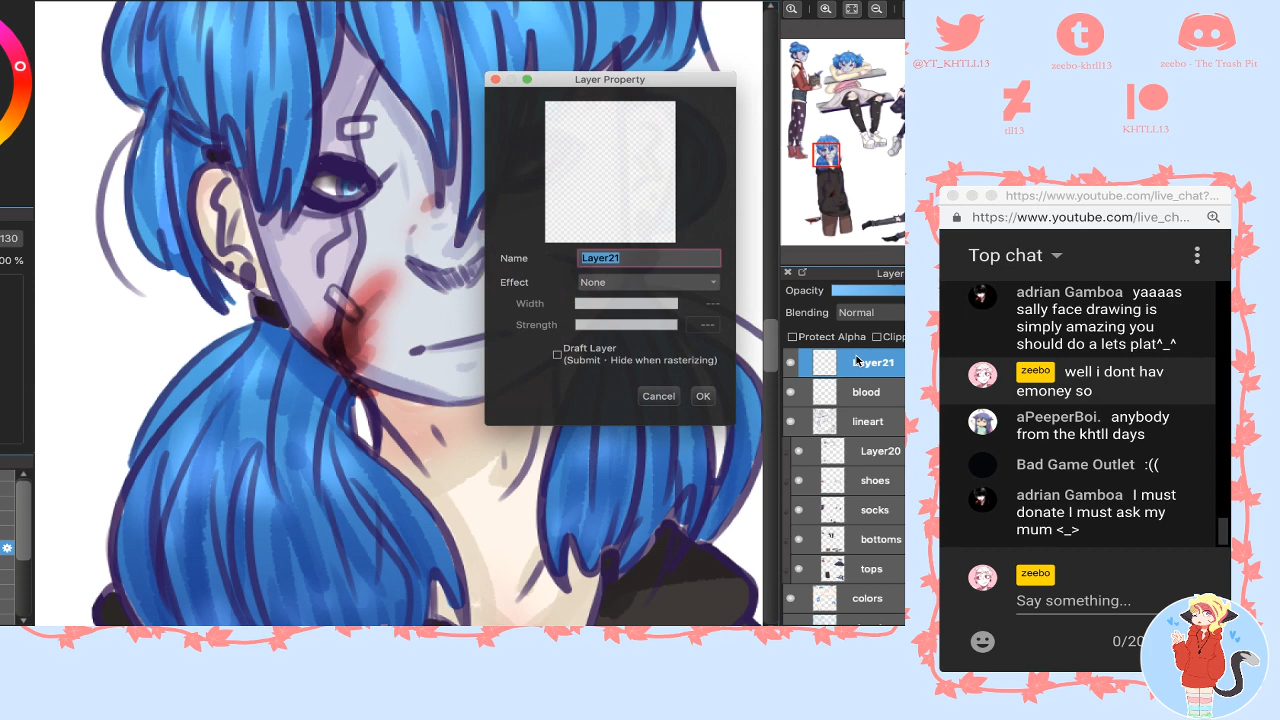 Layer Property
Name
Layer21
Effect
None
Width
---
Strength
---
Draft Layer
(Submit・Hide when rasterizing)
Cancel
OK
130
00 %
Layer
Opacity
Blending
Normal
Protect Alpha
Clipp
Layer21
blood
lineart
Layer20
shoes
socks
bottoms
tops
colors
@YT_KHTLL13
zeebo-khtll13
zeebo - The Trash Pit
tll13
KHTLL13
https://www.youtube.com/live_chat?...
https://www.youtube.com/live_ch...
Top chat
adrian Gamboa yaaaas
sally face drawing is
simply amazing you
should do a lets plat^_^
zeebo well i dont hav
emoney so
aPeeperBoi. anybody
from the khtll days
Bad Game Outlet :((
adrian Gamboa I must
donate I must ask my
mum <_>
zeebo
Say something...
0/20